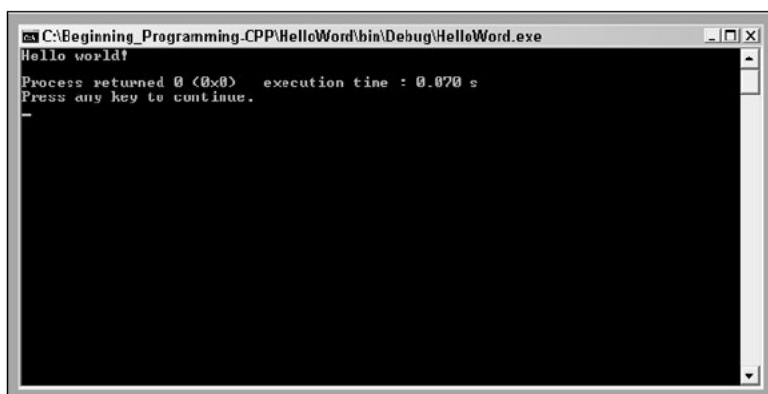 C:\Beginning_Programming-CPP\HelloWord\bin\Debug\HelloWord.exe
Hello world!
Process returned 0 (0x0)   execution time : 0.070 s
Press any key to continue.